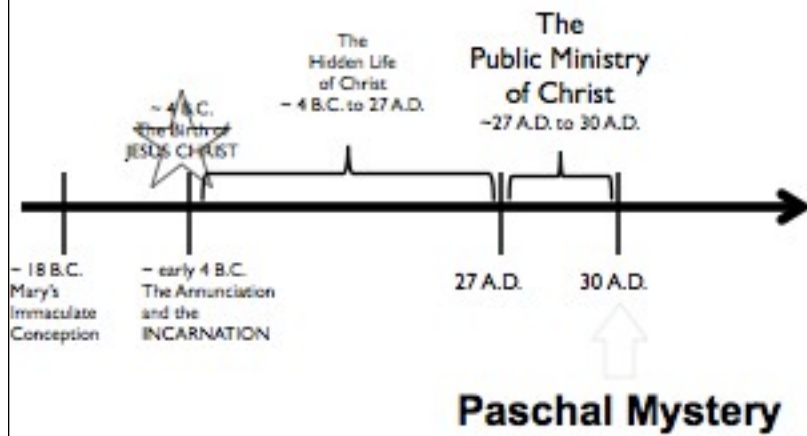 The
Public Ministry
of Christ
~27 A.D. to 30 A.D.
The
Hidden Life
of Christ
~ 4 B.C. to 27 A.D.
~ 4 B.C.
The Birth of
JESUS CHRIST
~ 18 B.C.
Mary's
Immaculate
Conception
~ early 4 B.C.
The Annunciation
and the
INCARNATION
27 A.D.
30 A.D.
Paschal Mystery